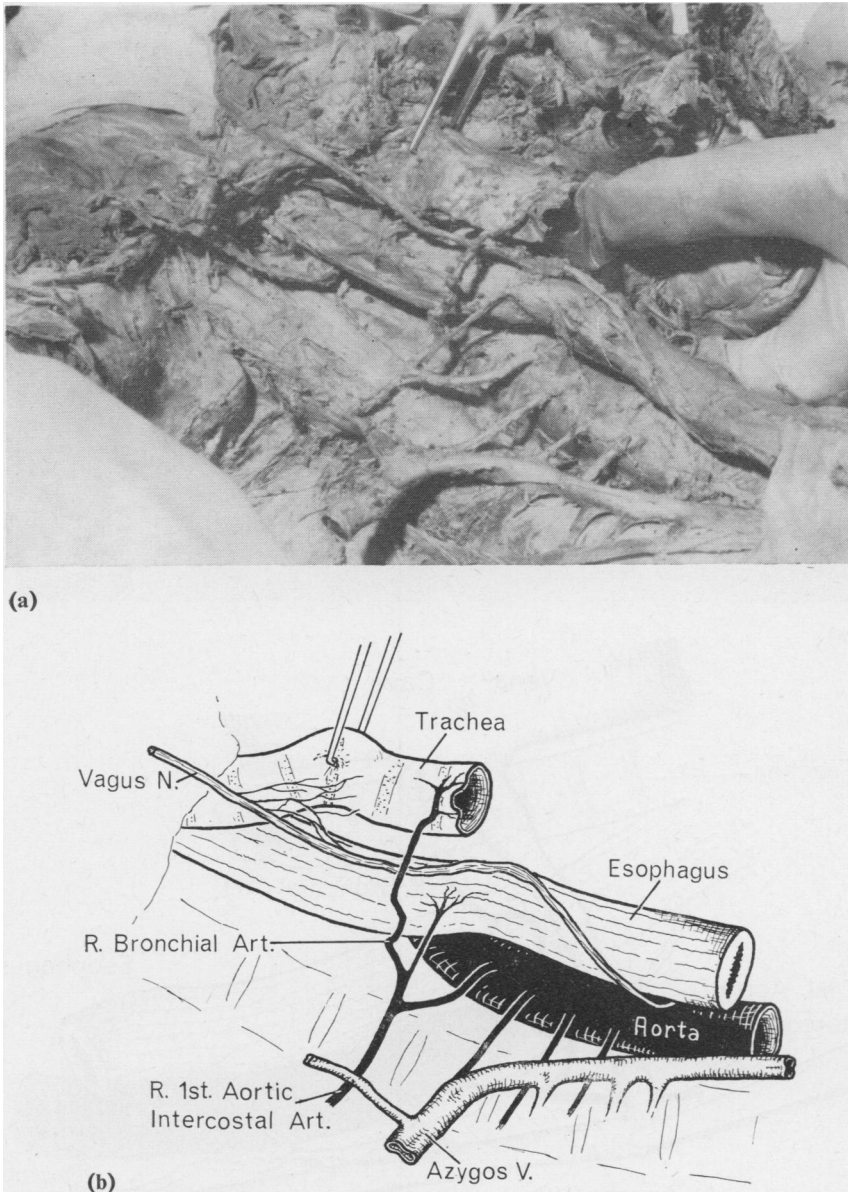 (a)
Trachea
Vagus N.
Esophagus
R. Bronchial Art.
Aorta
R. 1st. Aortic
Intercostal Art.
Azygos V.
(b)